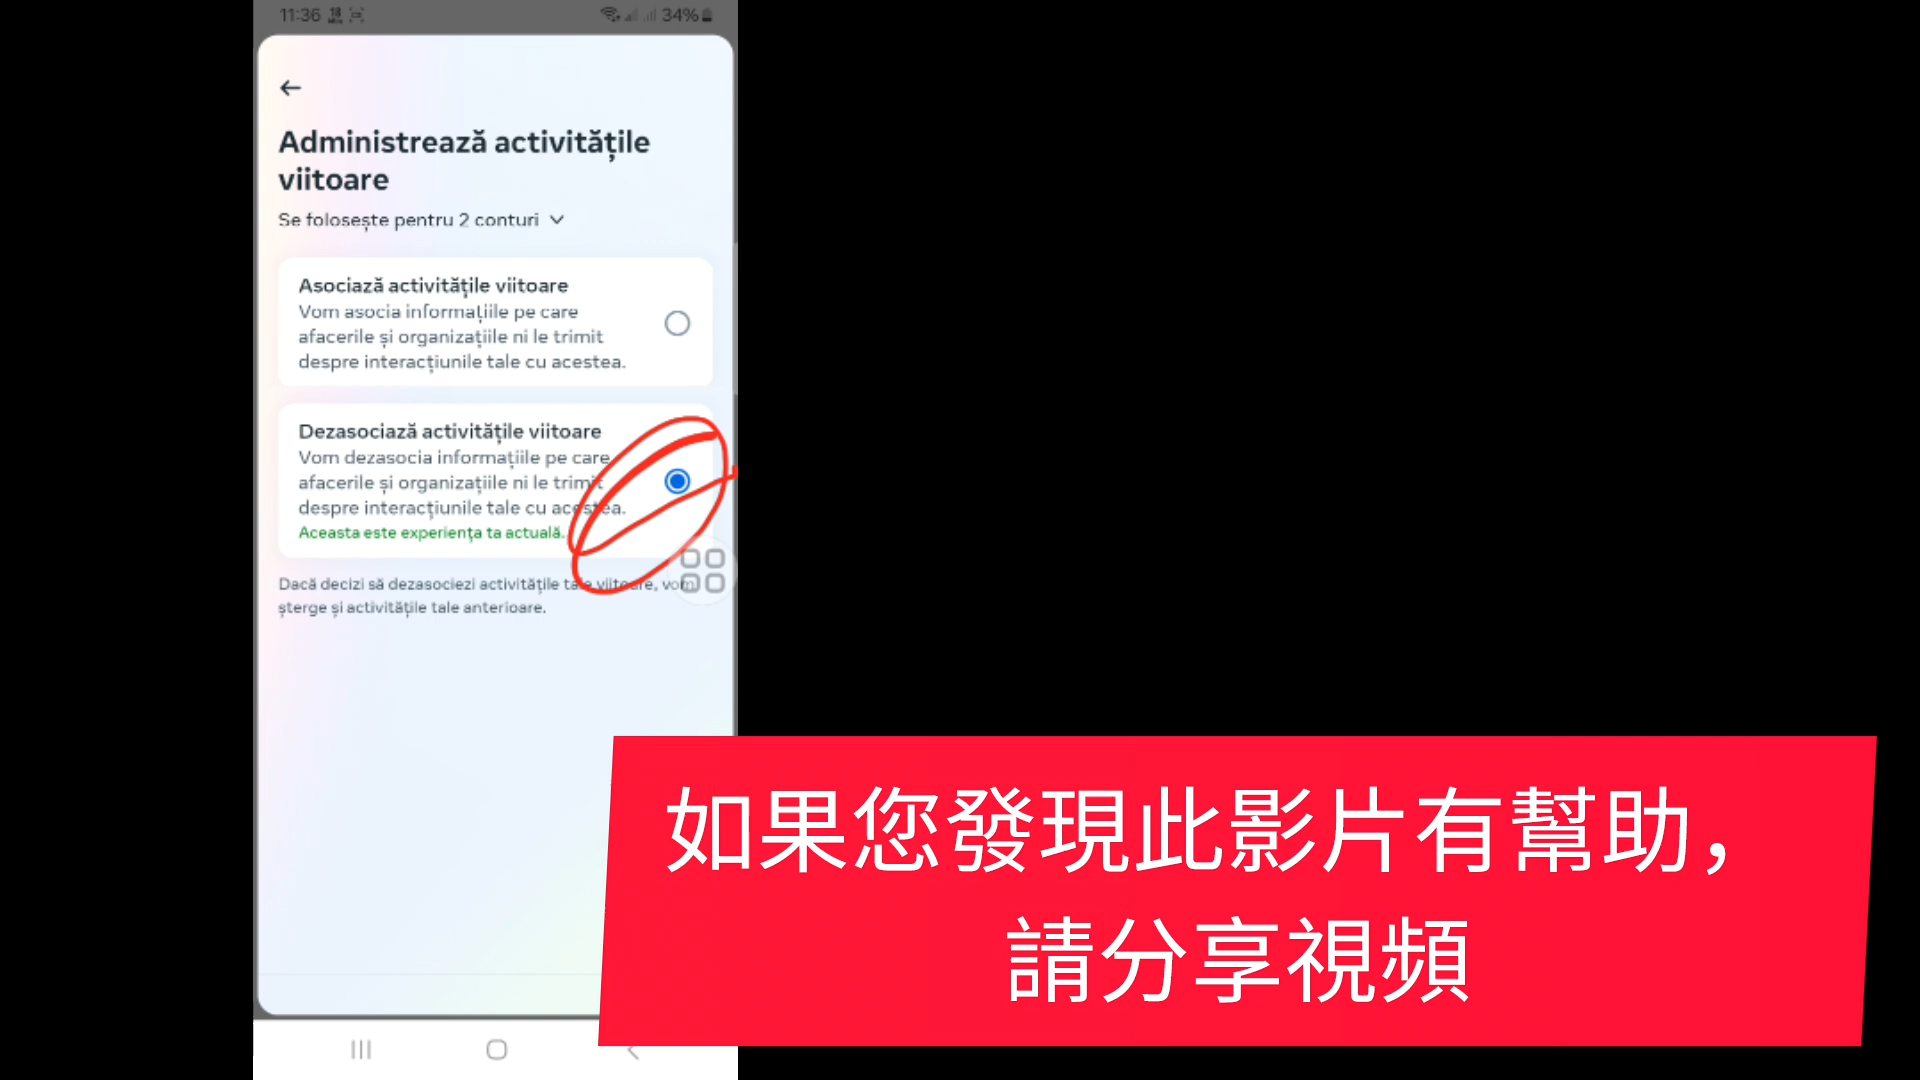 11:36
34%
Administrează activitățile
viitoare
Se folosește pentru 2 conturi
Asociază activitățile viitoare
Vom asocia informațiile pe care
afacerile și organizațiile ni le trimit
despre interacțiunile tale cu acestea.
Dezasociază activitățile viitoare
Vom dezasocia informațiile pe care
afacerile și organizațiile ni le trimit
despre interacțiunile tale cu acestea.
Aceasta este experiența ta actuală.
Dacă decizi să dezasociezi activitățile tale viitoare, vom
șterge și activitățile tale anterioare.
如果您發現此影片有幫助，
請分享視頻